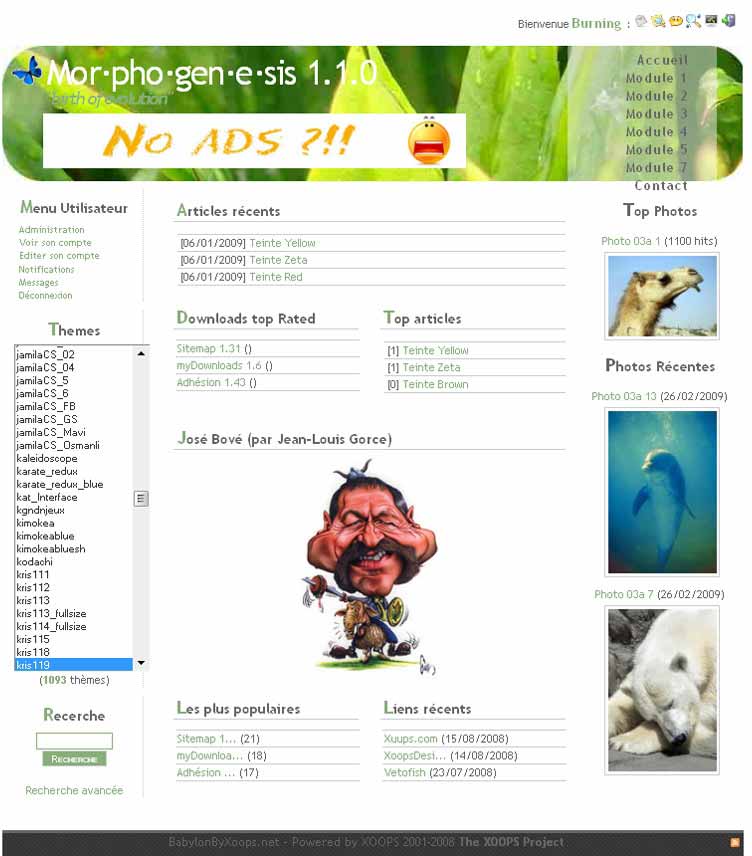 Bienvenue Burning :
Mor·pho·gen·e·sis 1.1.0
"birth of evolution"
No ads ?!!
Accueil
Module 1
Module 2
Module 3
Module 4
Module 5
Module 7
Contact
Menu Utilisateur
Administration
Voir son compte
Editer son compte
Notifications
Messages
Déconnexion
Themes
jamilaCS_02
jamilaCS_04
jamilaCS_5
jamilaCS_6
jamilaCS_FB
jamilaCS_GS
jamilaCS_Mavi
jamilaCS_Osmanli
kaleidoscope
karate_redux
karate_redux_blue
kat_Interface
kgndnjeux
kimokea
kimokeablue
kimokeabluesh
kodachi
kris111
kris112
kris113
kris113_fullsize
kris114_fullsize
kris115
kris118
kris119
(1093 thèmes)
Recerche
Recherche
Recherche avancée
Articles récents
[06/01/2009] Teinte Yellow
[06/01/2009] Teinte Zeta
[06/01/2009] Teinte Red
Downloads top Rated
Sitemap 1.31 ()
myDownloads 1.6 ()
Adhésion 1.43 ()
Top articles
[1] Teinte Yellow
[1] Teinte Zeta
[0] Teinte Brown
José Bové (par Jean-Louis Gorce)
Les plus populaires
Sitemap 1... (21)
myDownloa... (18)
Adhésion ... (17)
Liens récents
Xuups.com (15/08/2008)
XoopsDesi... (14/08/2008)
Vetofish (23/07/2008)
Top Photos
Photo 03a 1 (1100 hits)
Photos Récentes
Photo 03a 13 (26/02/2009)
Photo 03a 7 (26/02/2009)
BabylonByXoops.net - Powered by XOOPS 2001-2008 The XOOPS Project